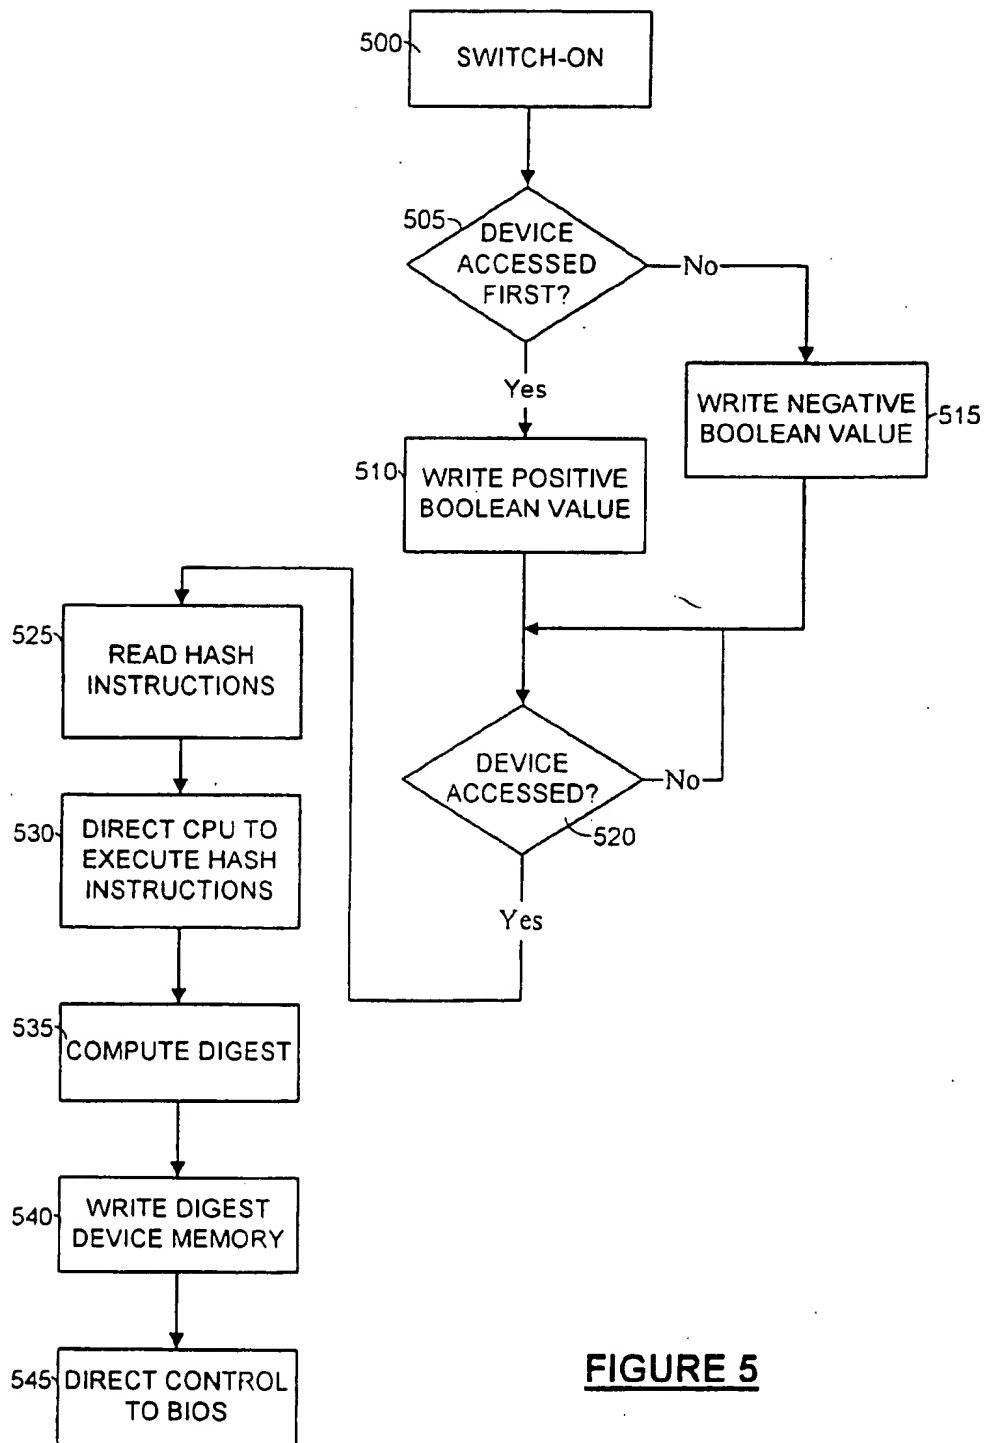 500
SWITCH-ON
505
DEVICE
ACCESSED
FIRST?
No
Yes
WRITE NEGATIVE
BOOLEAN VALUE
515
510
WRITE POSITIVE
BOOLEAN VALUE
525
READ HASH
INSTRUCTIONS
DEVICE
ACCESSED?
No
520
Yes
530
DIRECT CPU TO
EXECUTE HASH
INSTRUCTIONS
535
COMPUTE DIGEST
540
WRITE DIGEST
DEVICE MEMORY
545
DIRECT CONTROL
TO BIOS
FIGURE 5